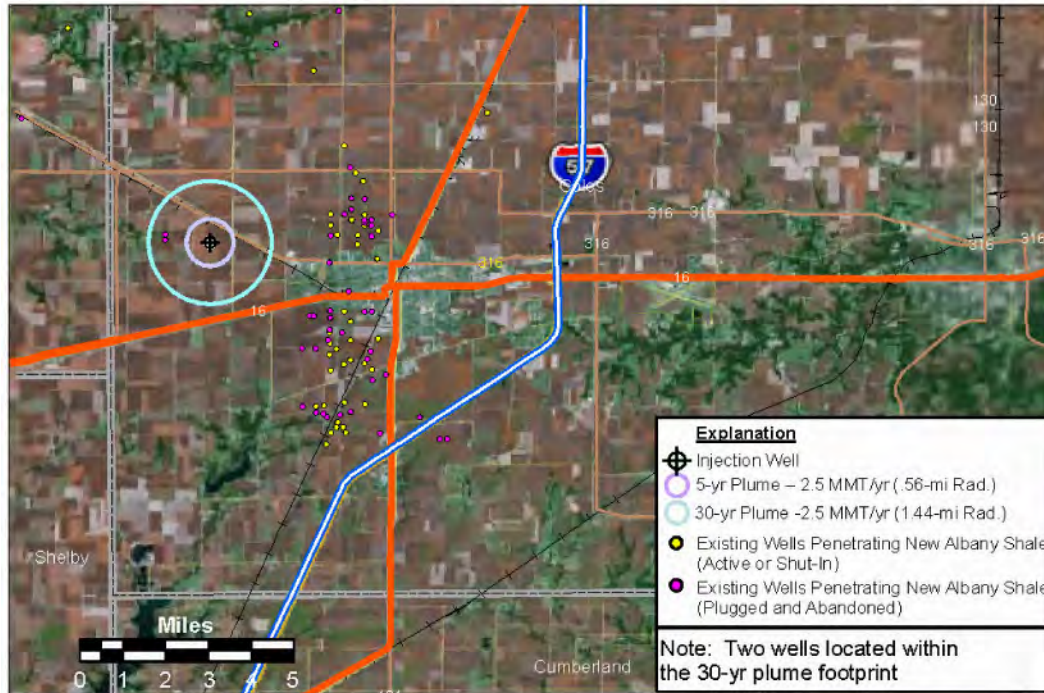 130
130
57
Coles
316
316
316
316
316
316
16
16
Shelby
Cumberland
Miles
0 1 2 3 4 5
Explanation
Injection Well
5-yr Plume – 2.5 MMT/yr (.56-mi Rad.)
30-yr Plume -2.5 MMT/yr (1.44-mi Rad.)
Existing Wells Penetrating New Albany Shale
(Active or Shut-In)
Existing Wells Penetrating New Albany Shale
(Plugged and Abandoned)
Note: Two wells located within
the 30-yr plume footprint